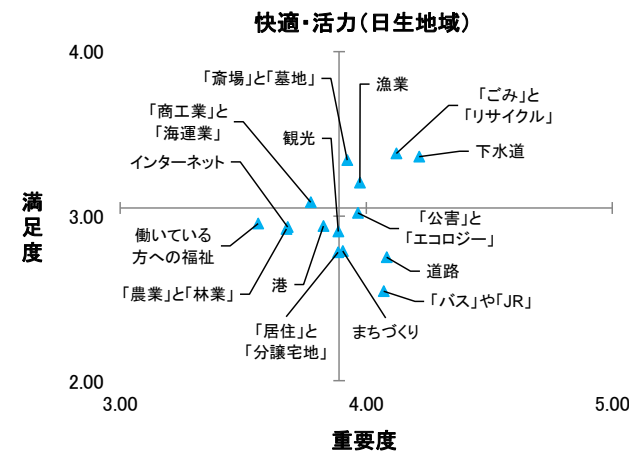 快適・活力（日生地域）
4.00
「斎場」と「墓地」
漁業
「ごみ」と
「リサイクル」
「商工業」と
「海運業」
観光
下水道
インターネット
満足度
3.00
働いている
方への福祉
「公害」と
「エコロジー」
道路
「農業」と「林業」
港
「バス」や「JR」
「居住」と
「分譲宅地」
まちづくり
2.00
3.00
4.00
5.00
重要度